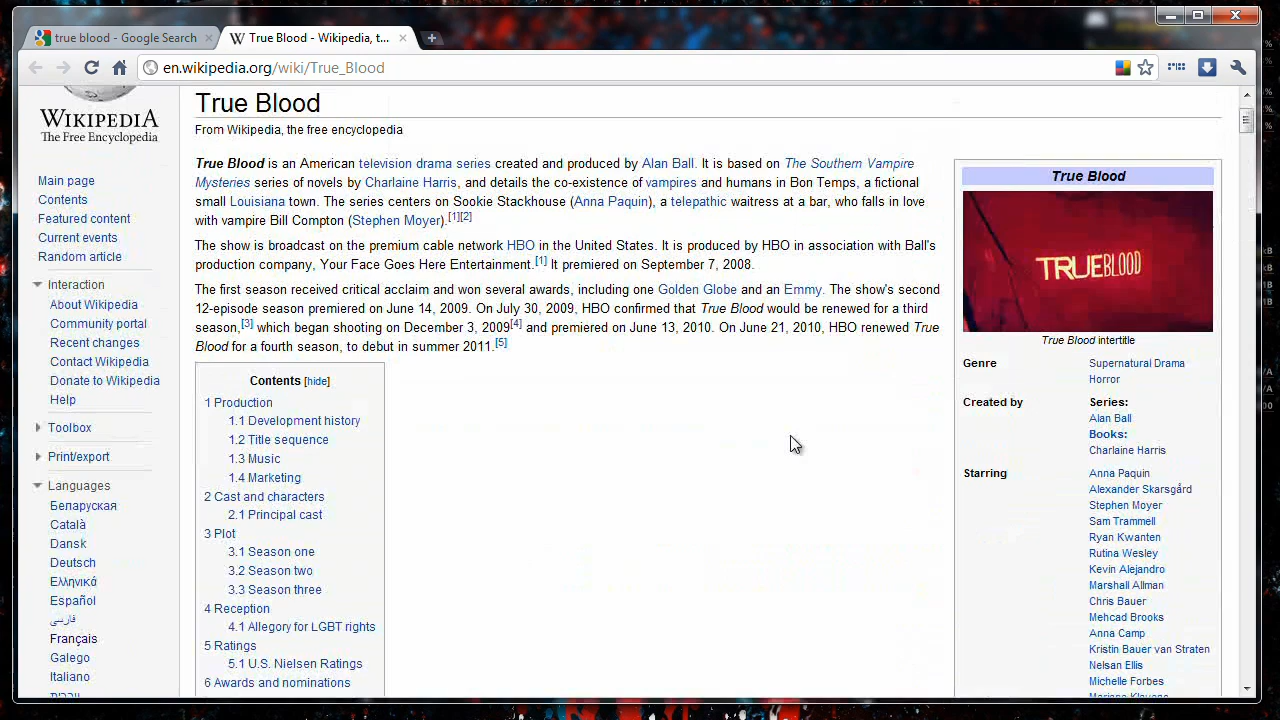 true blood - Google Search
True Blood - Wikipedia, t...
en.wikipedia.org/wiki/True_Blood
WIKIPEDIA
The Free Encyclopedia
Main page
Contents
Featured content
Current events
Random article
Interaction
About Wikipedia
Community portal
Recent changes
Contact Wikipedia
Donate to Wikipedia
Help
Toolbox
Print/export
Languages
Беларуская
Català
Dansk
Deutsch
Ελληνικά
Español
فارسی
Français
Galego
Italiano
True Blood
From Wikipedia, the free encyclopedia
True Blood is an American television drama series created and produced by Alan Ball. It is based on The Southern Vampire
Mysteries series of novels by Charlaine Harris, and details the co-existence of vampires and humans in Bon Temps, a fictional
small Louisiana town. The series centers on Sookie Stackhouse (Anna Paquin), a telepathic waitress at a bar, who falls in love
with vampire Bill Compton (Stephen Moyer).[1][2]
The show is broadcast on the premium cable network HBO in the United States. It is produced by HBO in association with Ball's
production company, Your Face Goes Here Entertainment.[1] It premiered on September 7, 2008.
The first season received critical acclaim and won several awards, including one Golden Globe and an Emmy. The show's second
12-episode season premiered on June 14, 2009. On July 30, 2009, HBO confirmed that True Blood would be renewed for a third
season,[3] which began shooting on December 3, 2009[4] and premiered on June 13, 2010. On June 21, 2010, HBO renewed True
Blood for a fourth season, to debut in summer 2011.[5]
Contents [hide]
1 Production
1.1 Development history
1.2 Title sequence
1.3 Music
1.4 Marketing
2 Cast and characters
2.1 Principal cast
3 Plot
3.1 Season one
3.2 Season two
3.3 Season three
4 Reception
4.1 Allegory for LGBT rights
5 Ratings
5.1 U.S. Nielsen Ratings
6 Awards and nominations
True Blood
TRUEBLOOD
True Blood intertitle
Genre Supernatural Drama
Horror
Created by Series:
Alan Ball
Books:
Charlaine Harris
Starring Anna Paquin
Alexander Skarsgård
Stephen Moyer
Sam Trammell
Ryan Kwanten
Rutina Wesley
Kevin Alejandro
Marshall Allman
Chris Bauer
Mehcad Brooks
Anna Camp
Kristin Bauer van Straten
Nelsan Ellis
Michelle Forbes